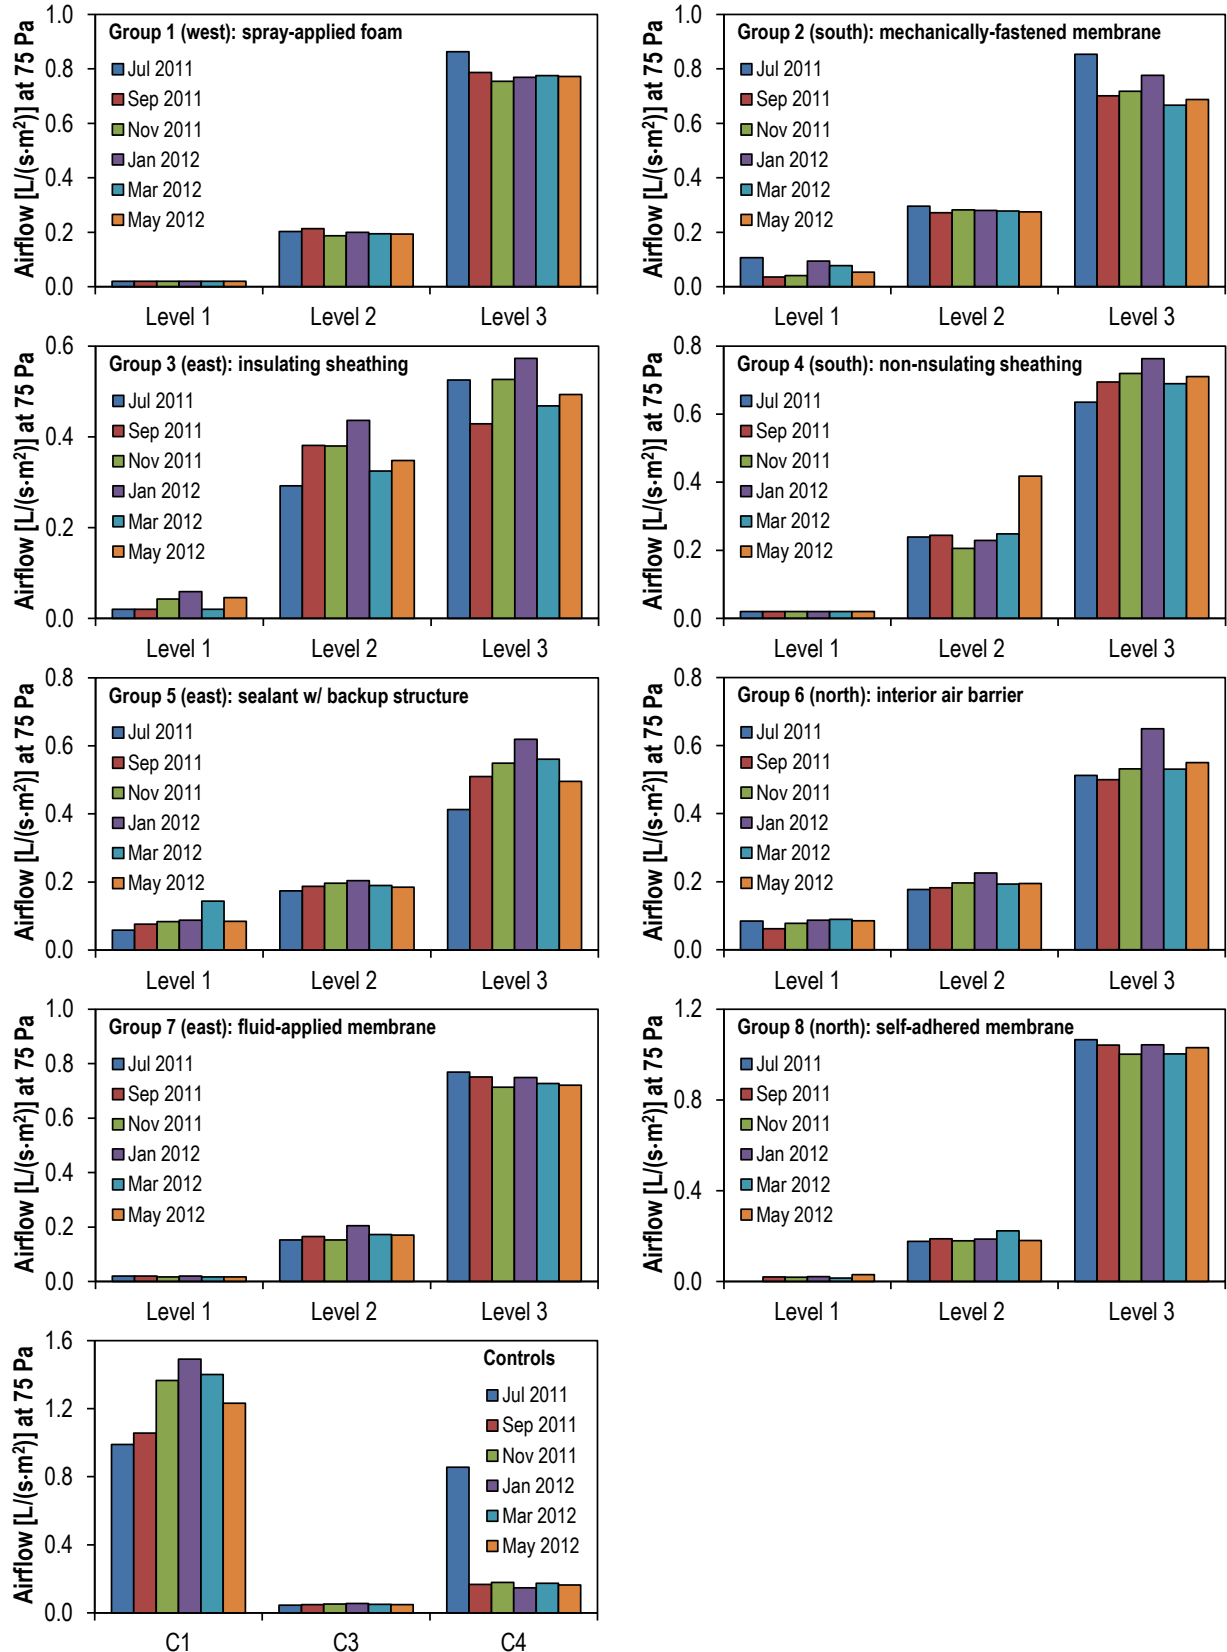 Airflow [L/(s·m²)] at 75 Pa
1.0
0.8
0.6
0.4
0.2
0.0
Group 1 (west): spray-applied foam
Jul 2011
Sep 2011
Nov 2011
Jan 2012
Mar 2012
May 2012
Level 1 Level 2 Level 3
Airflow [L/(s·m²)] at 75 Pa
1.0
0.8
0.6
0.4
0.2
0.0
Group 2 (south): mechanically-fastened membrane
Jul 2011
Sep 2011
Nov 2011
Jan 2012
Mar 2012
May 2012
Level 1 Level 2 Level 3
Airflow [L/(s·m²)] at 75 Pa
0.6
0.4
0.2
0.0
Group 3 (east): insulating sheathing
Jul 2011
Sep 2011
Nov 2011
Jan 2012
Mar 2012
May 2012
Level 1 Level 2 Level 3
Airflow [L/(s·m²)] at 75 Pa
0.8
0.6
0.4
0.2
0.0
Group 4 (south): non-nsulating sheathing
Jul 2011
Sep 2011
Nov 2011
Jan 2012
Mar 2012
May 2012
Level 1 Level 2 Level 3
Airflow [L/(s·m²)] at 75 Pa
0.8
0.6
0.4
0.2
0.0
Group 5 (east): sealant w/ backup structure
Jul 2011
Sep 2011
Nov 2011
Jan 2012
Mar 2012
May 2012
Level 1 Level 2 Level 3
Airflow [L/(s·m²)] at 75 Pa
0.8
0.6
0.4
0.2
0.0
Group 6 (north): interior air barrier
Jul 2011
Sep 2011
Nov 2011
Jan 2012
Mar 2012
May 2012
Level 1 Level 2 Level 3
Airflow [L/(s·m²)] at 75 Pa
1.0
0.8
0.6
0.4
0.2
0.0
Group 7 (east): fluid-applied membrane
Jul 2011
Sep 2011
Nov 2011
Jan 2012
Mar 2012
May 2012
Level 1 Level 2 Level 3
Airflow [L/(s·m²)] at 75 Pa
1.2
0.8
0.4
0.0
Group 8 (north): self-adhered membrane
Jul 2011
Sep 2011
Nov 2011
Jan 2012
Mar 2012
May 2012
Level 1 Level 2 Level 3
Airflow [L/(s·m²)] at 75 Pa
1.6
1.2
0.8
0.4
0.0
Controls
Jul 2011
Sep 2011
Nov 2011
Jan 2012
Mar 2012
May 2012
C1 C3 C4